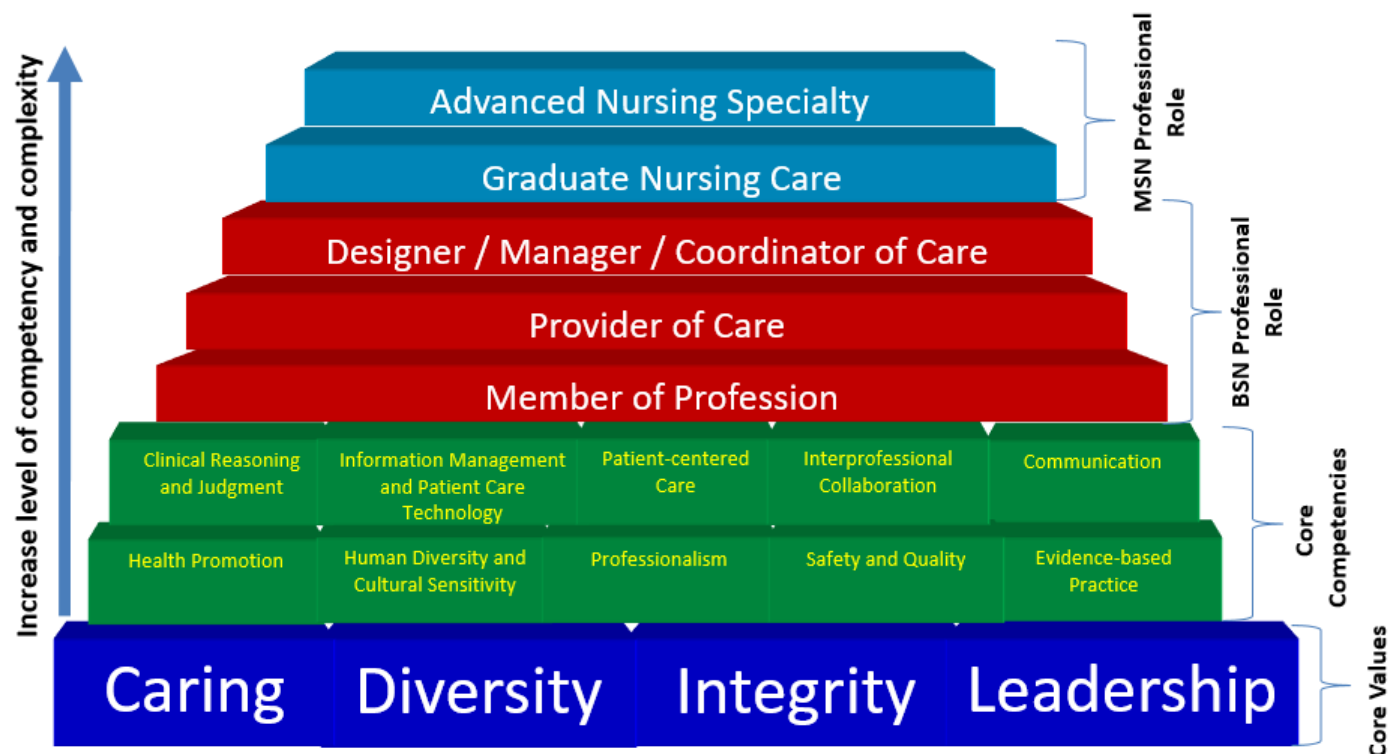 Increase level of competency and complexity
Advanced Nursing Specialty
Graduate Nursing Care
MSN Professional
Role
Designer / Manager / Coordinator of Care
Provider of Care
Member of Profession
BSN Professional
Role
Clinical Reasoning
and Judgment
Information Management
and Patient Care
Technology
Patient-centered
Care
Interprofessional
Collaboration
Communication
Health Promotion
Human Diversity and
Cultural Sensitivity
Professionalism
Safety and Quality
Evidence-based
Practice
Core
Competencies
Caring
Diversity
Integrity
Leadership
Core Values